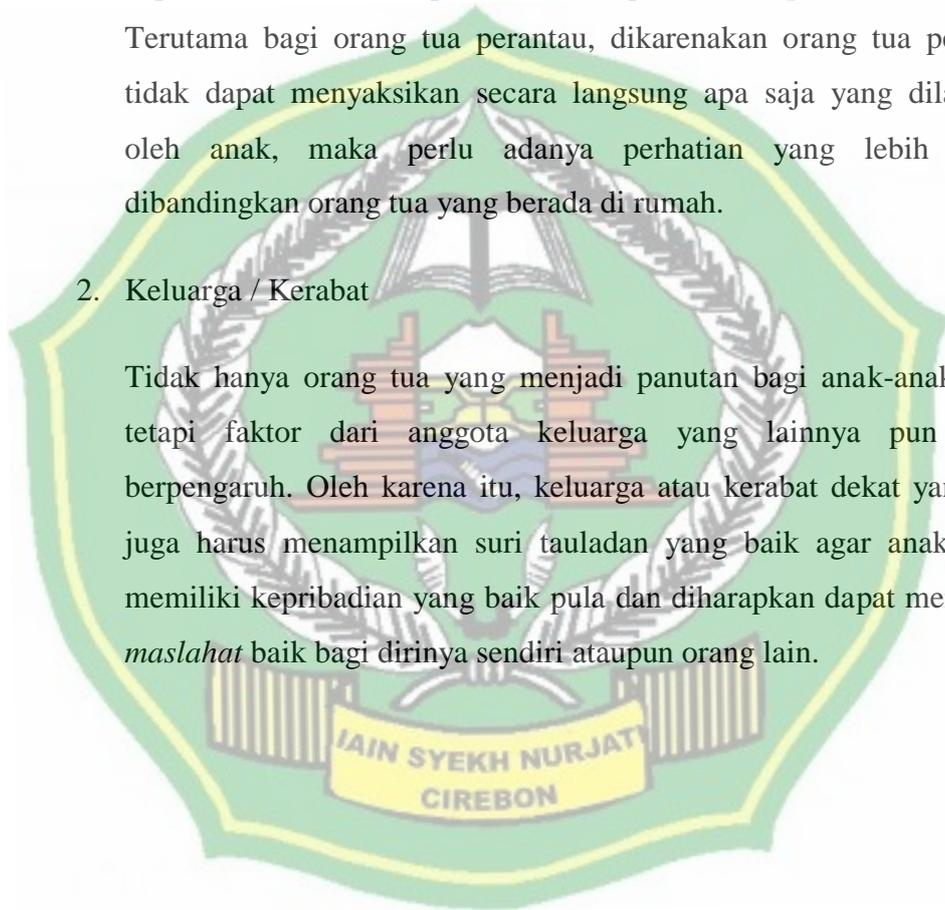 Terutama bagi orang tua perantau, dikarenakan orang tua
tidak dapat menyaksikan secara langsung apa saja yang
oleh anak, maka perlu adanya perhatian yang lebih
dibandingkan orang tua yang berada di rumah.
2. Keluarga / Kerabat
Tidak hanya orang tua yang menjadi panutan bagi anak-anak
tetapi faktor dari anggota keluarga yang lainnya pun
berpengaruh. Oleh karena itu, keluarga atau kerabat dekat
juga harus menampilkan suri tauladan yang baik agar anak
memiliki kepribadian yang baik pula dan diharapkan dapat
maslahat baik bagi dirinya sendiri ataupun orang lain.
IAIN SYEKH NURJATI
CIREBON